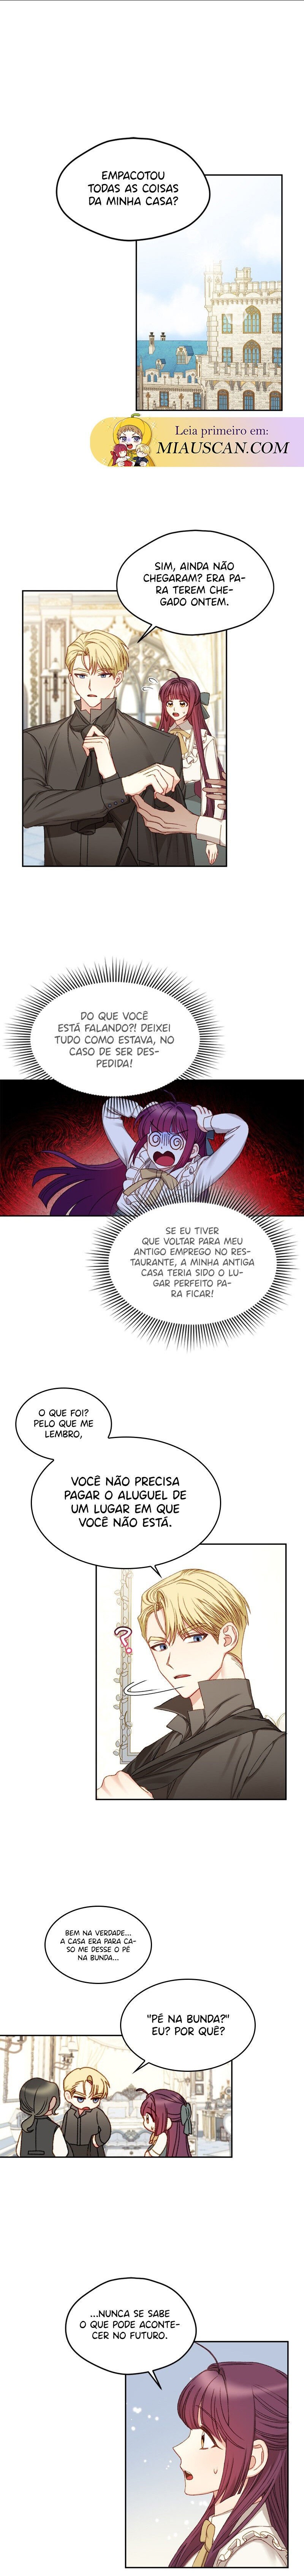 EMPACOTOU
TODAS AS COISAS
DA MINHA CASA?
Leia primeiro em:
MIAUSCAN.COM
SIM, AINDA NÃO
CHEGARAM? ERA PA-
RA TEREM CHE-
GADO ONTEM.
DO QUE VOCÊ
ESTÁ FALANDO?! DEIXEI
TUDO COMO ESTAVA, NO
CASO DE SER DES-
PEDIDA!
SE EU TIVER
QUE VOLTAR PARA MEU
ANTIGO EMPREGO NO RES-
TAURANTE, A MINHA ANTIGA
CASA TERIA SIDO O LU-
GAR PERFEITO PA-
RA FICAR!
O QUE FOI?
PELO QUE ME
LEMBRO,
VOCÊ NÃO PRECISA
PAGAR O ALUGUEL DE
UM LUGAR EM QUE
VOCÊ NÃO ESTÁ.
?
BEM NA VERDADE...
A CASA ERA PARA CA-
SO ME DESSE O PÉ
NA BUNDA...
"PÉ NA BUNDA?"
EU? POR QUÊ?
...NUNCA SE SABE
O QUE PODE ACONTE-
CER NO FUTURO.